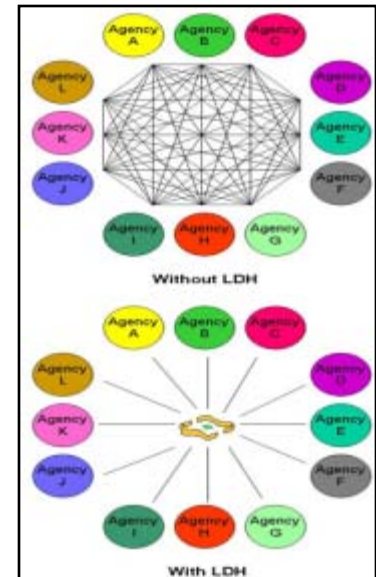 Agency A
Agency B
Agency C
Agency L
Agency D
Agency K
Agency E
Agency J
Agency F
Agency I
Agency H
Agency G
Without LDH
Agency A
Agency B
Agency C
Agency L
Agency D
Agency K
Agency E
Agency J
Agency F
Agency I
Agency H
Agency G
With LDH